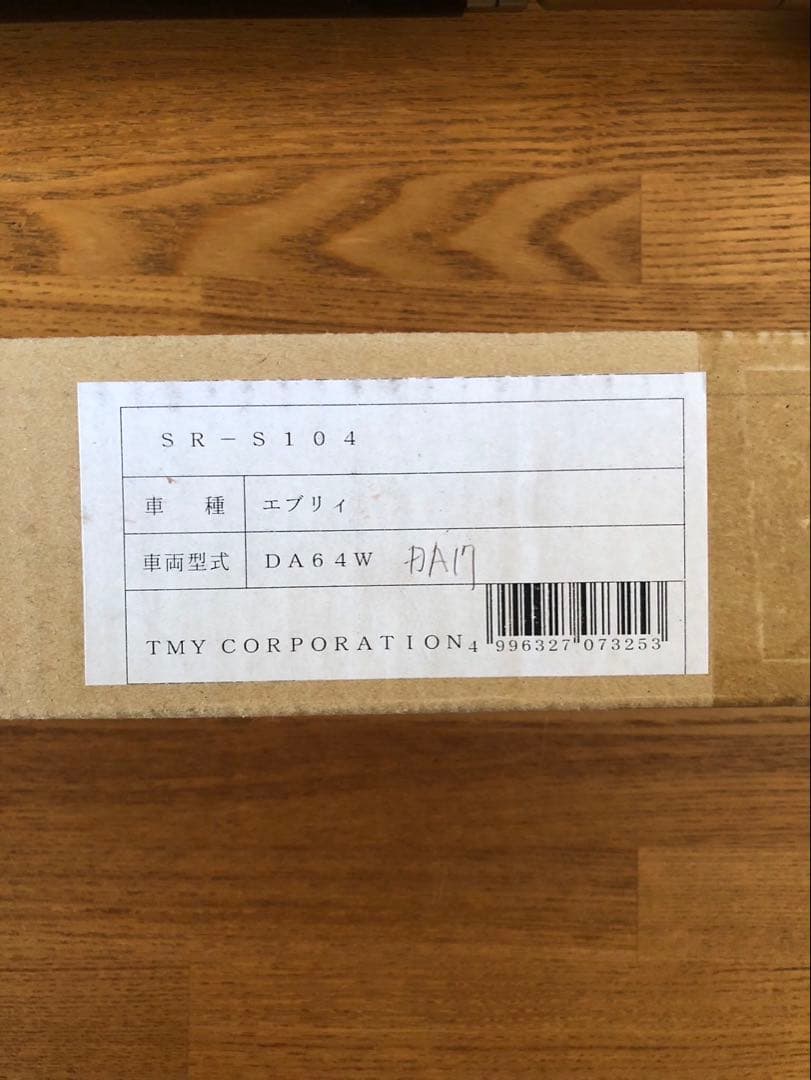 ＳＲ－Ｓ１０４
車　種　エブリィ
車両型式　ＤＡ６４Ｗ　DA17
ＴＭＹ ＣＯＲＰＯＲＡＴＩＯＮ
4 996327 073253